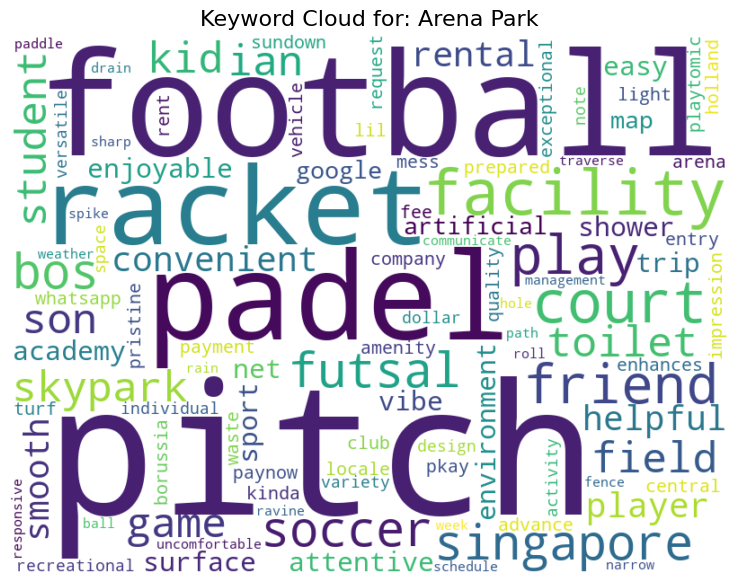 Keyword Cloud for: Arena Park
paddle
sundown
drain
kid
ian
request
rental
exceptional
easy
playtomic
holland
football
student
versatile
rent
vehicle
lil
note
light
map
sharp
enjoyable
google
mess
prepared
traverse
arena
racket
facility
spike
fee
artificial
shower
communicate
entry
weather
space
convenient
company
quality
play
trip
bos
management
whatsapp
pristine
padel
dollar
hole
court
impression
son
path
academy
payment
amenity
roll
toilet
rain
net
futsal
enhances
skypark
environment
friend
turf
individual
sport
vibe
helpful
pitch
smooth
borussia
waste
club
design
activity
field
locale
pkay
fence
paynow
variety
central
kinda
player
responsive
ball
game
ravine
soccer
week
advance
singapore
uncomfortable
recreational
surface
attentive
schedule
narrow